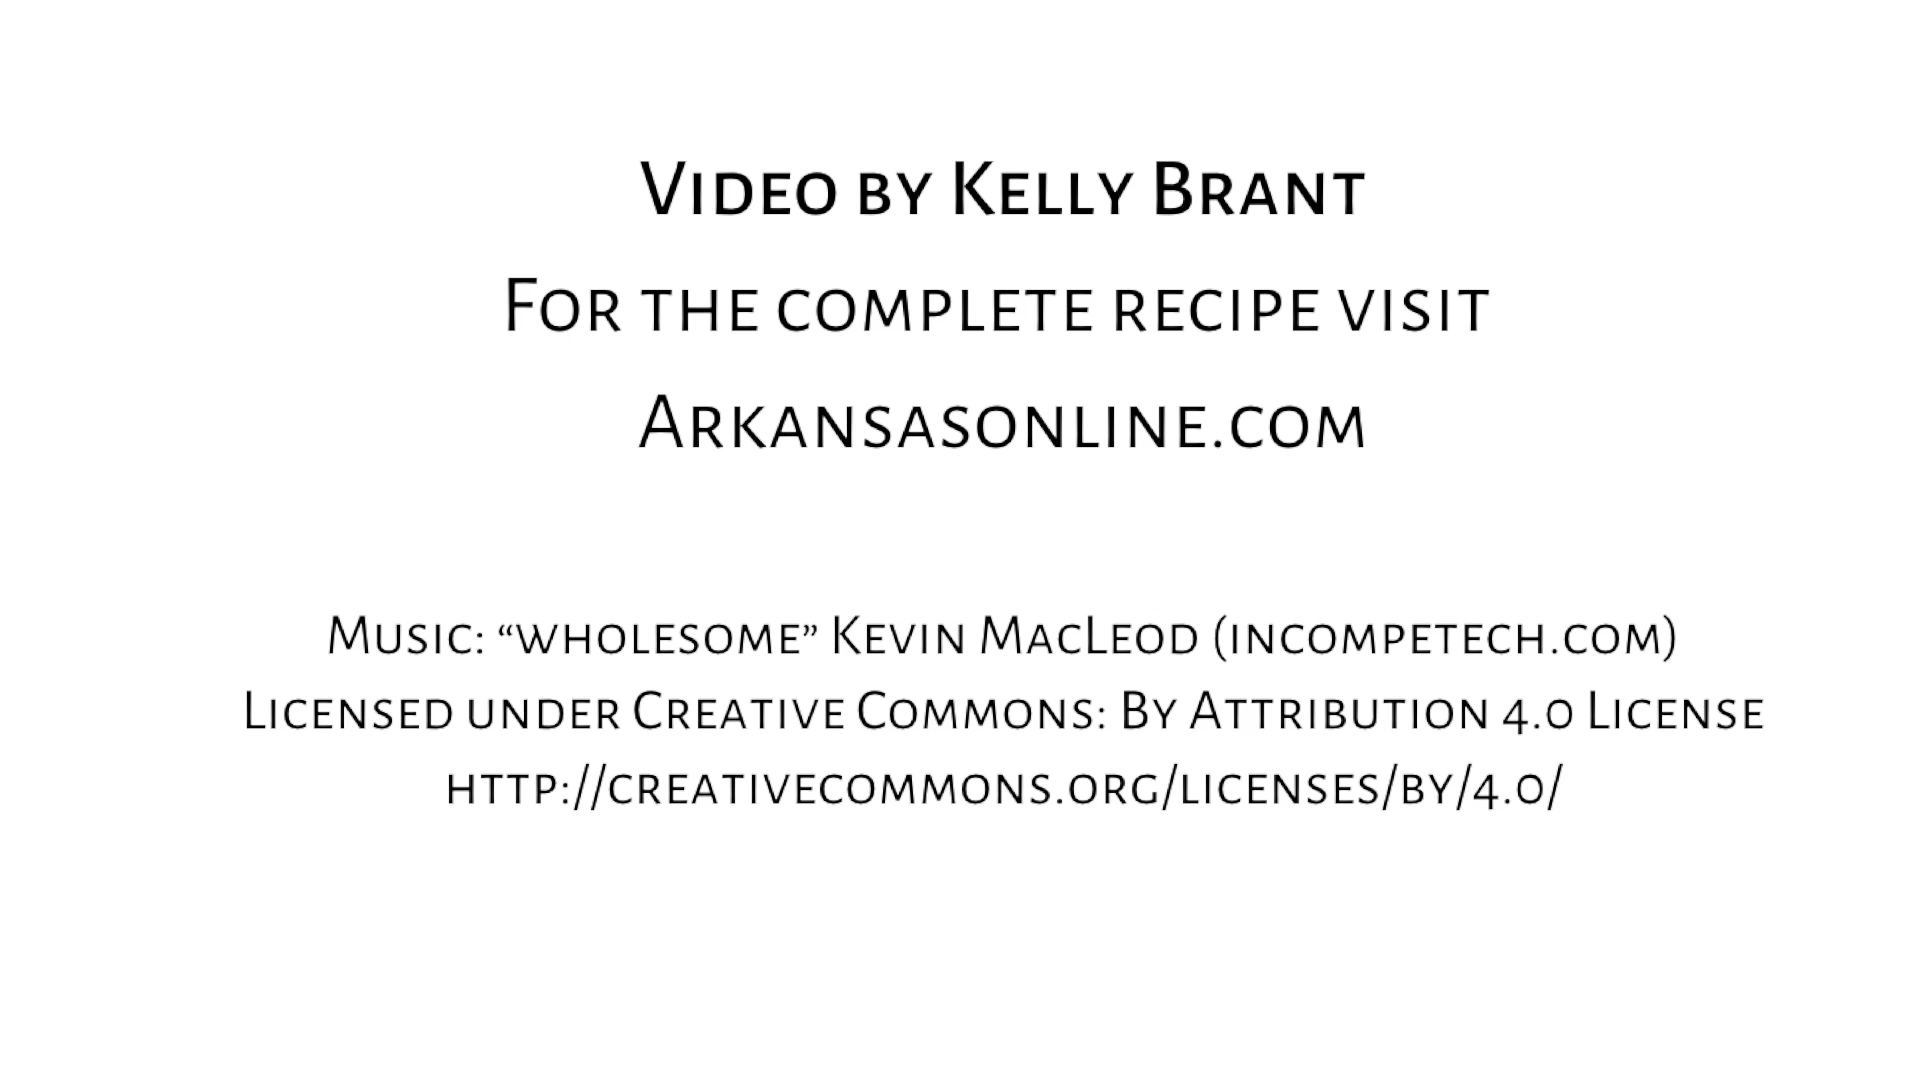 Video by Kelly Brant
For the complete recipe visit
Arkansasonline.com
Music: “wholesome” Kevin MacLeod (incompetech.com)
Licensed under Creative Commons: By Attribution 4.0 License
http://creativecommons.org/licenses/by/4.0/